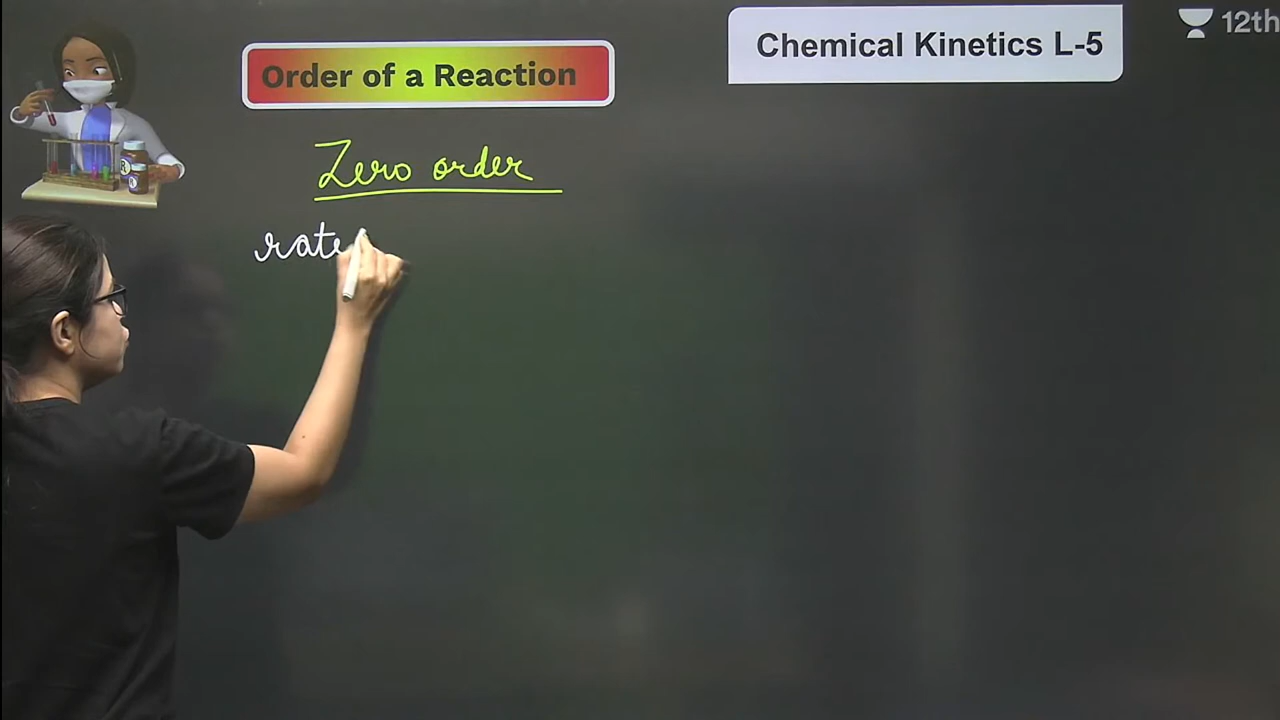 Chemical Kinetics L-5
12th
Order of a Reaction
Zero order
rate
R
R